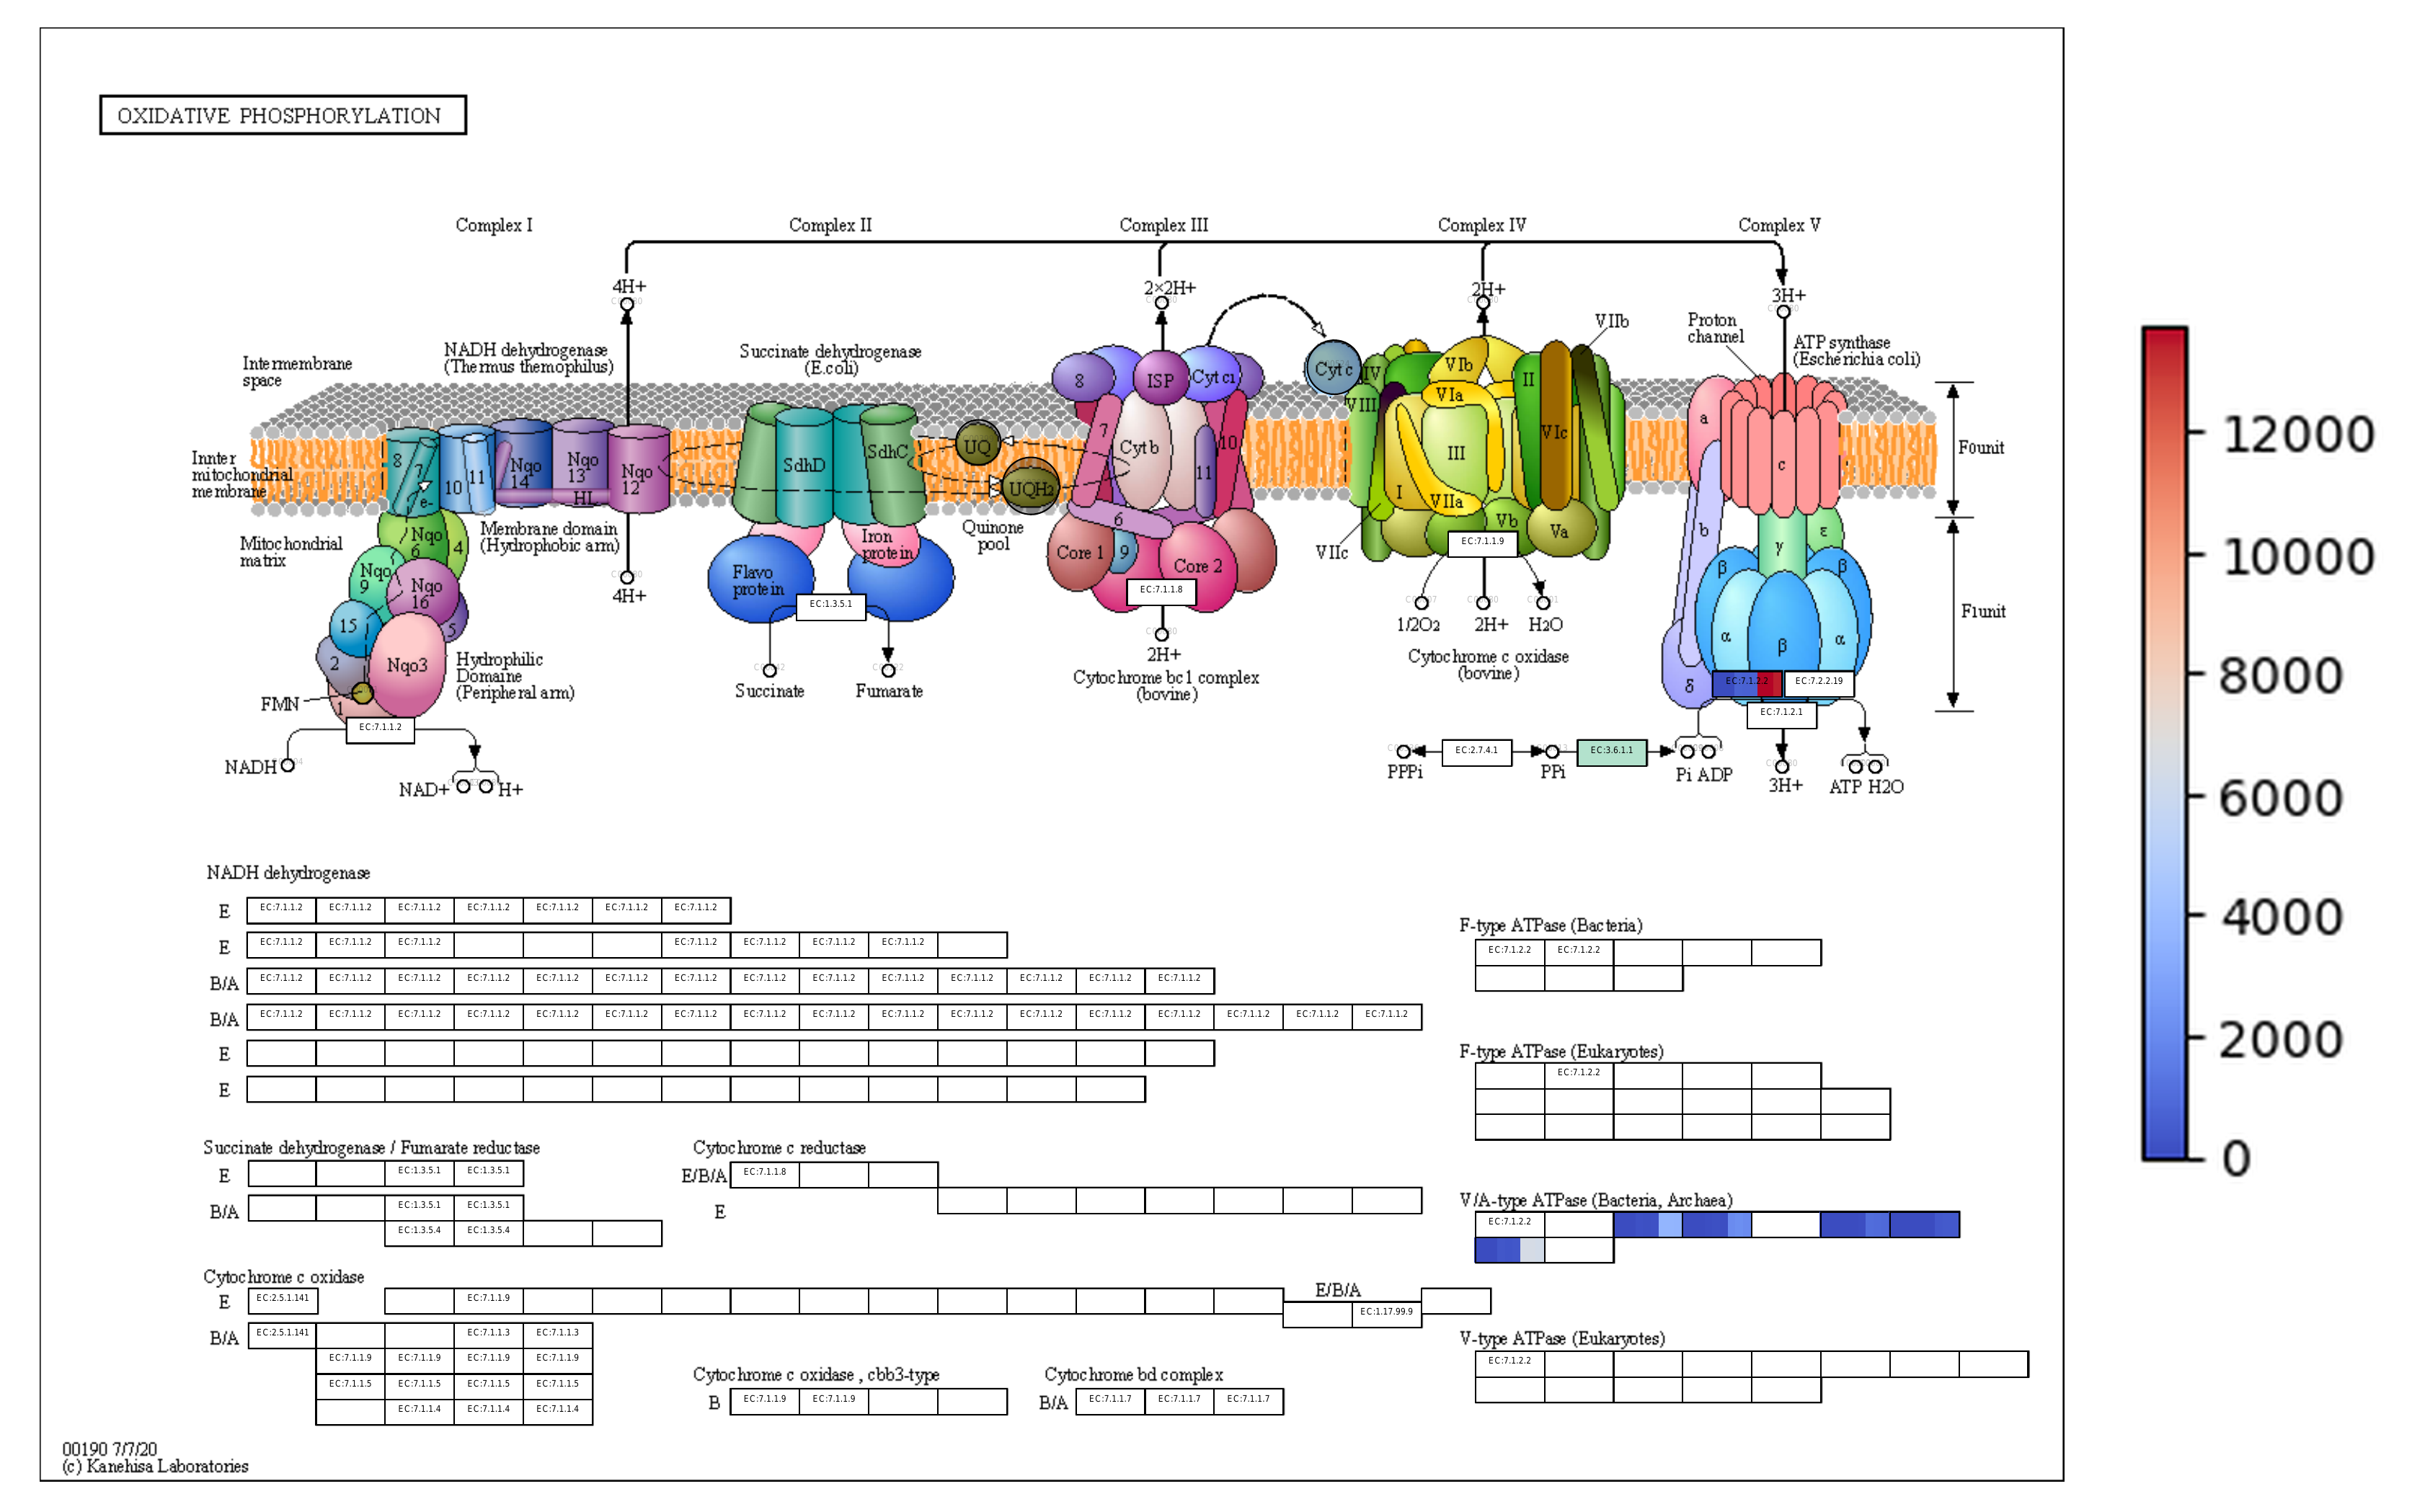 OXIDATIVE PHOSPHORYLATION
Complex I
Complex II
Complex III
Complex IV
Complex V
4H+
2×2H+
2H+
3H+
Intermembrane
space
NADH dehydrogenase
(Thermus themophilus)
Succinate dehydrogenase
(E.coli)
VIIb
Proton
channel
ATP synthase
(Escherichia coli)
8
ISP
Cyt c1
Cyt c
IV
VIb
II
VIII
VIa
a
Innter
mitochondrial
membrane
8
7
e-
10
11
Nqo
14
Nqo
13
HL
Nqo
12
SdhD
SdhC
UQ
UQH2
7
Cyt b
11
10
III
VIc
I
VIIa
c
F0unit
6
Vb
Va
VIIc
b
γ
ε
Mitochondrial
matrix
Nqo
6
4
Membrane domain
(Hydrophobic arm)
Quinone
pool
Iron
protein
Flavo
protein
Core 1
9
Core 2
Nqo
9
Nqo
16
15
5
2
Nqo3
1
FMN
Hydrophilic
Domaine
(Peripheral arm)
4H+
EC:1.3.5.1
EC:7.1.1.8
EC:7.1.1.9
β
β
α
β
α
δ
F1unit
Succinate
Fumarate
2H+
Cytochrome bc1 complex
(bovine)
1/2O2
2H+
H2O
Cytochrome c oxidase
(bovine)
EC:7.1.2.2
EC:7.2.2.19
EC:7.1.2.1
EC:7.1.1.2
NADH
NAD+
H+
EC:2.7.4.1
EC:3.6.1.1
PPPi
PPi
Pi ADP
3H+
ATP H2O
NADH dehydrogenase
E EC:7.1.1.2 EC:7.1.1.2 EC:7.1.1.2 EC:7.1.1.2 EC:7.1.1.2 EC:7.1.1.2 EC:7.1.1.2
E EC:7.1.1.2 EC:7.1.1.2 EC:7.1.1.2 EC:7.1.1.2 EC:7.1.1.2 EC:7.1.1.2 EC:7.1.1.2
B/A EC:7.1.1.2 EC:7.1.1.2 EC:7.1.1.2 EC:7.1.1.2 EC:7.1.1.2 EC:7.1.1.2 EC:7.1.1.2 EC:7.1.1.2 EC:7.1.1.2 EC:7.1.1.2 EC:7.1.1.2 EC:7.1.1.2 EC:7.1.1.2 EC:7.1.1.2
B/A EC:7.1.1.2 EC:7.1.1.2 EC:7.1.1.2 EC:7.1.1.2 EC:7.1.1.2 EC:7.1.1.2 EC:7.1.1.2 EC:7.1.1.2 EC:7.1.1.2 EC:7.1.1.2 EC:7.1.1.2 EC:7.1.1.2 EC:7.1.1.2 EC:7.1.1.2 EC:7.1.1.2 EC:7.1.1.2 EC:7.1.1.2
E
E
Succinate dehydrogenase / Fumarate reductase
E EC:1.3.5.1 EC:1.3.5.1
B/A EC:1.3.5.1 EC:1.3.5.1
EC:1.3.5.4 EC:1.3.5.4
Cytochrome c reductase
E/B/A EC:7.1.1.8
E
Cytochrome c oxidase
E EC:2.5.1.141 EC:7.1.1.9
E/B/A
EC:1.17.99.9
B/A EC:2.5.1.141 EC:7.1.1.3 EC:7.1.1.3
EC:7.1.1.9 EC:7.1.1.9 EC:7.1.1.9 EC:7.1.1.9
EC:7.1.1.5 EC:7.1.1.5 EC:7.1.1.5 EC:7.1.1.5
EC:7.1.1.4 EC:7.1.1.4 EC:7.1.1.4
Cytochrome c oxidase , cbb3-type
B EC:7.1.1.9 EC:7.1.1.9
Cytochrome bd complex
B/A EC:7.1.1.7 EC:7.1.1.7 EC:7.1.1.7
F-type ATPase (Bacteria)
EC:7.1.2.2 EC:7.1.2.2
F-type ATPase (Eukaryotes)
EC:7.1.2.2
V/A-type ATPase (Bacteria, Archaea)
EC:7.1.2.2
V-type ATPase (Eukaryotes)
EC:7.1.2.2
00190 7/7/20
(c) Kanehisa Laboratories
12000
10000
8000
6000
4000
2000
0